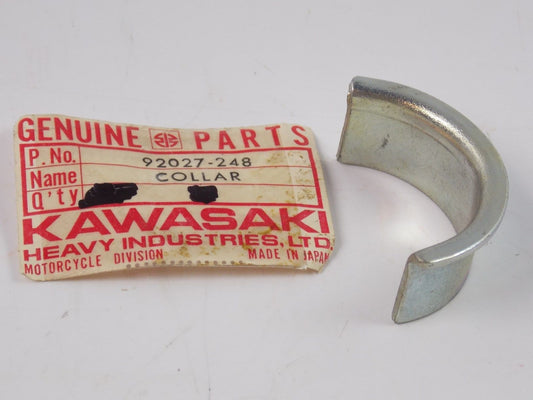 GENUINE PARTS
P. No. 92027-248
Name COLLAR
Q'ty
KAWASAKI
HEAVY INDUSTRIES, LTD.
MOTORCYCLE DIVISION MADE IN JAPAN